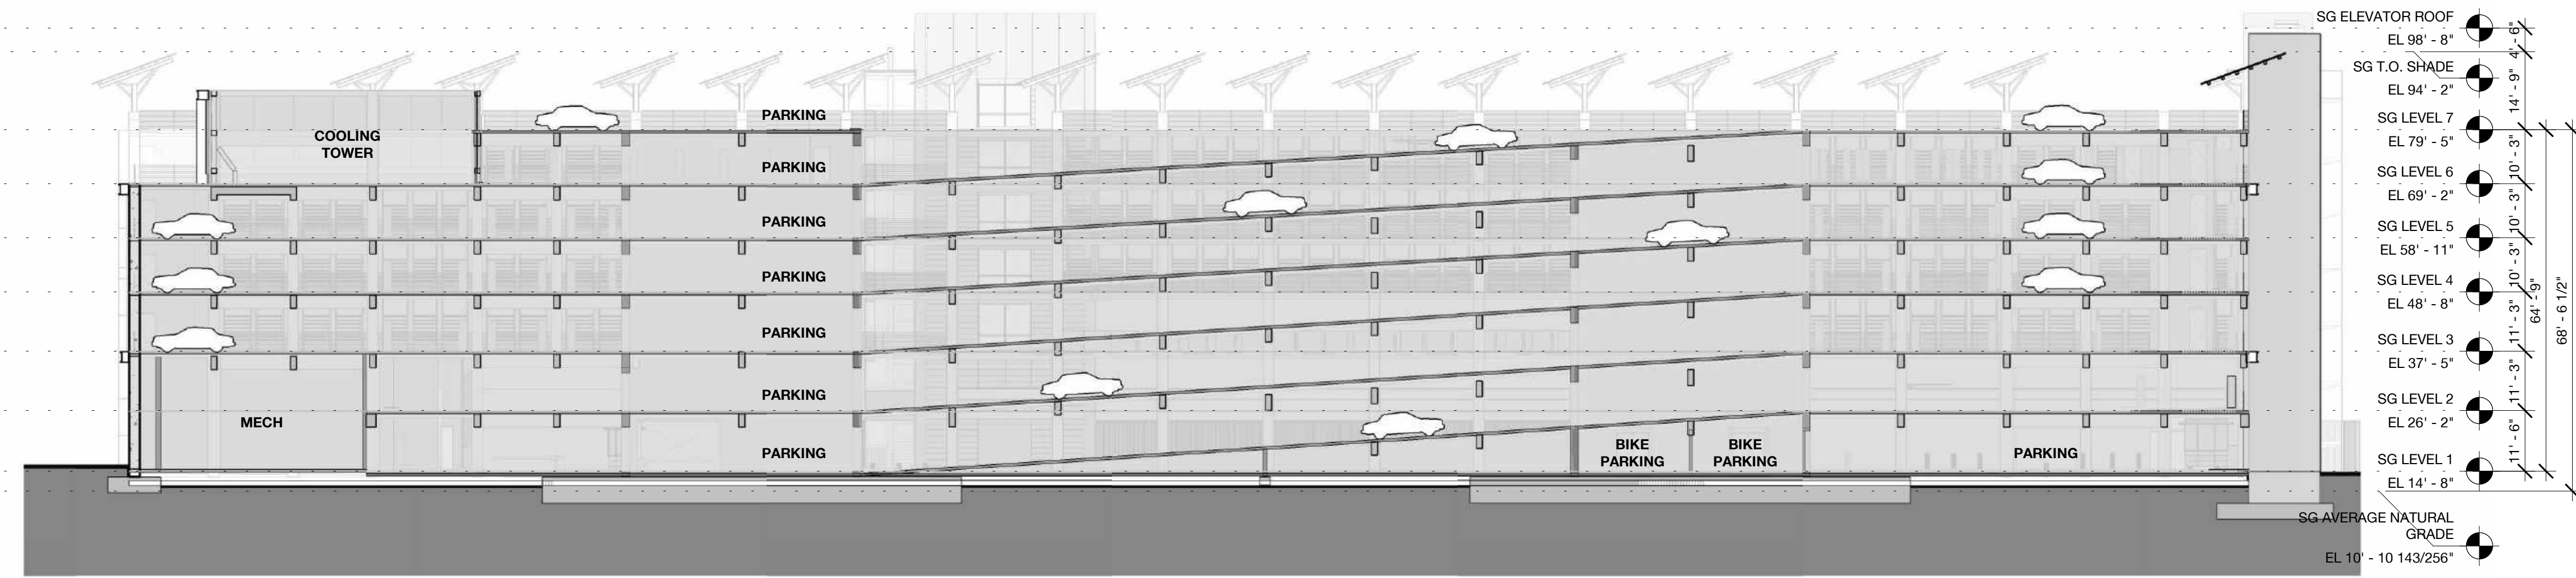 PARKING
COOLING
TOWER
PARKING
PARKING
PARKING
PARKING
PARKING
MECH
PARKING
BIKE
PARKING
BIKE
PARKING
PARKING
SG ELEVATOR ROOF
EL 98' - 8"
SG T.O. SHADE
EL 94' - 2"
SG LEVEL 7
EL 79' - 5"
SG LEVEL 6
EL 69' - 2"
SG LEVEL 5
EL 58' - 11"
SG LEVEL 4
EL 48' - 8"
SG LEVEL 3
EL 37' - 5"
SG LEVEL 2
EL 26' - 2"
SG LEVEL 1
EL 14' - 8"
SG AVERAGE NATURAL
GRADE
EL 10' - 10 143/256"
4' - 6"
14' - 9"
10' - 3"
10' - 3"
10' - 3"
11' - 3"
11' - 3"
11' - 6"
64' - 9"
68' - 6 1/2"